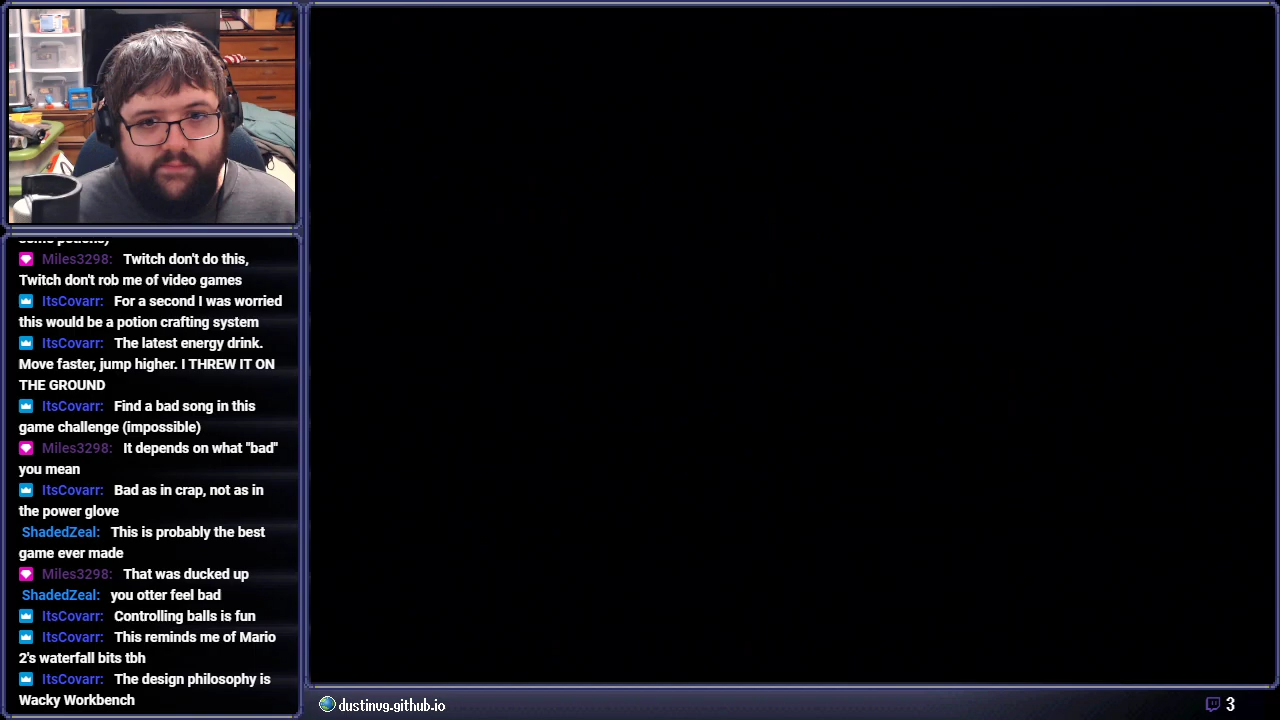 Miles3298: Twitch don't do this,
Twitch don't rob me of video games
ItsCovarr: For a second I was worried
this would be a potion crafting system
ItsCovarr: The latest energy drink.
Move faster, jump higher. I THREW IT ON
THE GROUND
ItsCovarr: Find a bad song in this
game challenge (impossible)
Miles3298: It depends on what "bad"
you mean
ItsCovarr: Bad as in crap, not as in
the power glove
ShadedZeal: This is probably the best
game ever made
Miles3298: That was ducked up
ShadedZeal: you otter feel bad
ItsCovarr: Controlling balls is fun
ItsCovarr: This reminds me of Mario
2's waterfall bits tbh
ItsCovarr: The design philosophy is
Wacky Workbench
dustinvg.github.io
3